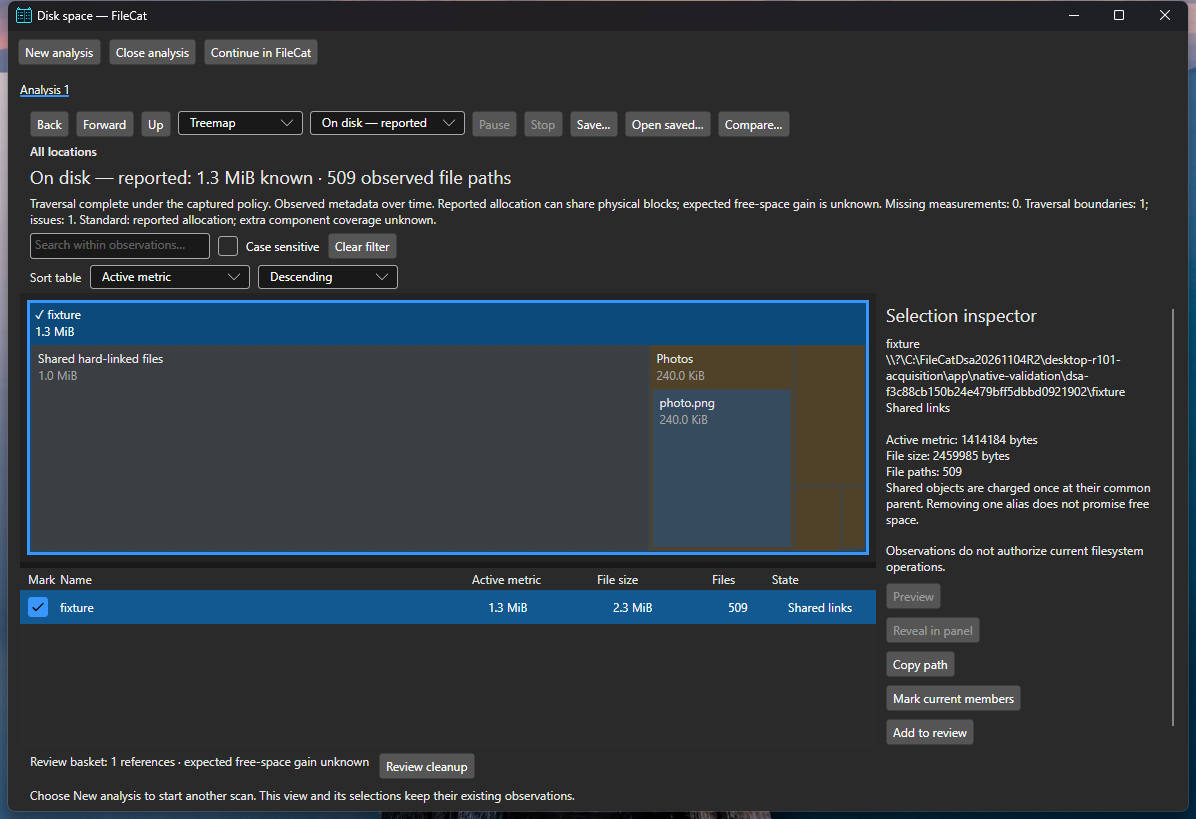 Disk space — FileCat
New analysis Close analysis Continue in FileCat
Analysis 1
Back Forward Up Treemap On disk — reported Pause Stop Save... Open saved... Compare...
All locations
On disk — reported: 1.3 MiB known · 509 observed file paths
Traversal complete under the captured policy. Observed metadata over time. Reported allocation can share physical blocks; expected free-space gain is unknown. Missing measurements: 0. Traversal boundaries: 1;
issues: 1. Standard: reported allocation; extra component coverage unknown.
Search within observations... Case sensitive Clear filter
Sort table Active metric Descending
✓ fixture
1.3 MiB
Shared hard-linked files
1.0 MiB
Photos
240.0 KiB
photo.png
240.0 KiB
Mark Name Active metric File size Files State
fixture 1.3 MiB 2.3 MiB 509 Shared links
Selection inspector
fixture
\\?\C:\FileCatDsa20261104R2\desktop-r101-
acquisition\app\native-validation\dsa-
f3c88cb150b24e479bff5dbbd0921902\fixture
Shared links
Active metric: 1414184 bytes
File size: 2459985 bytes
File paths: 509
Shared objects are charged once at their common
parent. Removing one alias does not promise free
space.
Observations do not authorize current filesystem
operations.
Preview
Reveal in panel
Copy path
Mark current members
Add to review
Review basket: 1 references · expected free-space gain unknown Review cleanup
Choose New analysis to start another scan. This view and its selections keep their existing observations.